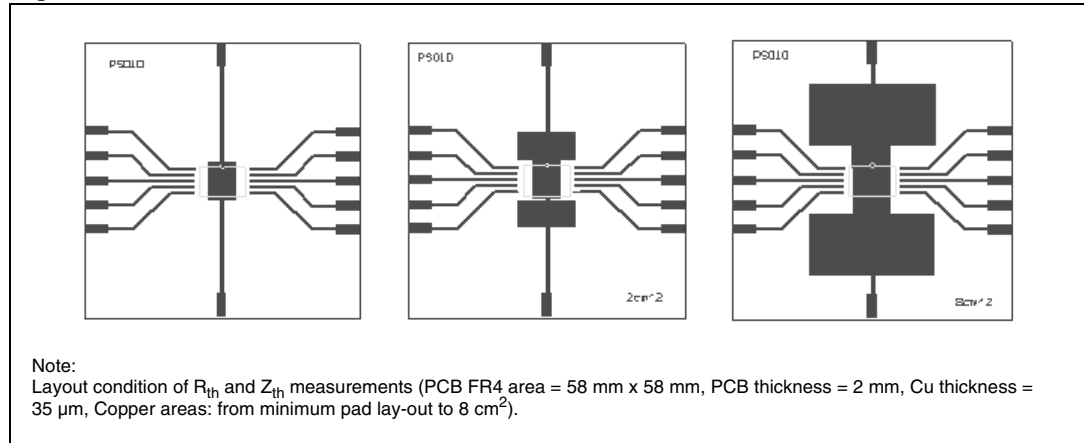 PSO10
PSO10
PSO10
2cm^2
8cm^2
Note:
Layout condition of Rth and Zth measurements (PCB FR4 area = 58 mm x 58 mm, PCB thickness = 2 mm, Cu thickness =
35 μm, Copper areas: from minimum pad lay-out to 8 cm2).